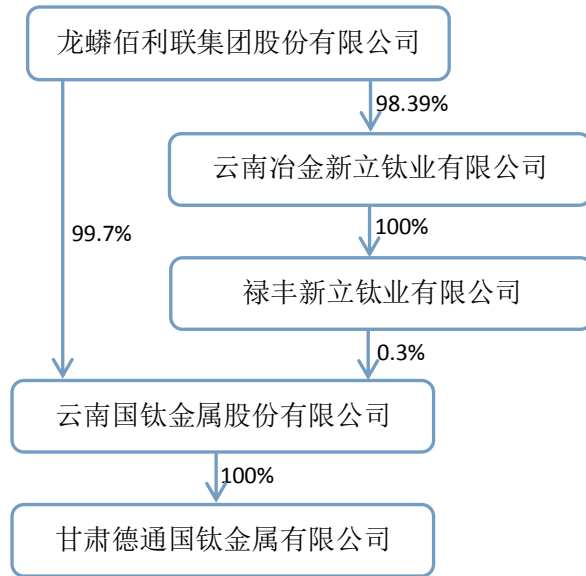 龙蟒佰利联集团股份有限公司
98.39%
云南冶金新立钛业有限公司
99.7%
100%
禄丰新立钛业有限公司
0.3%
云南国钛金属股份有限公司
100%
甘肃德通国钛金属有限公司